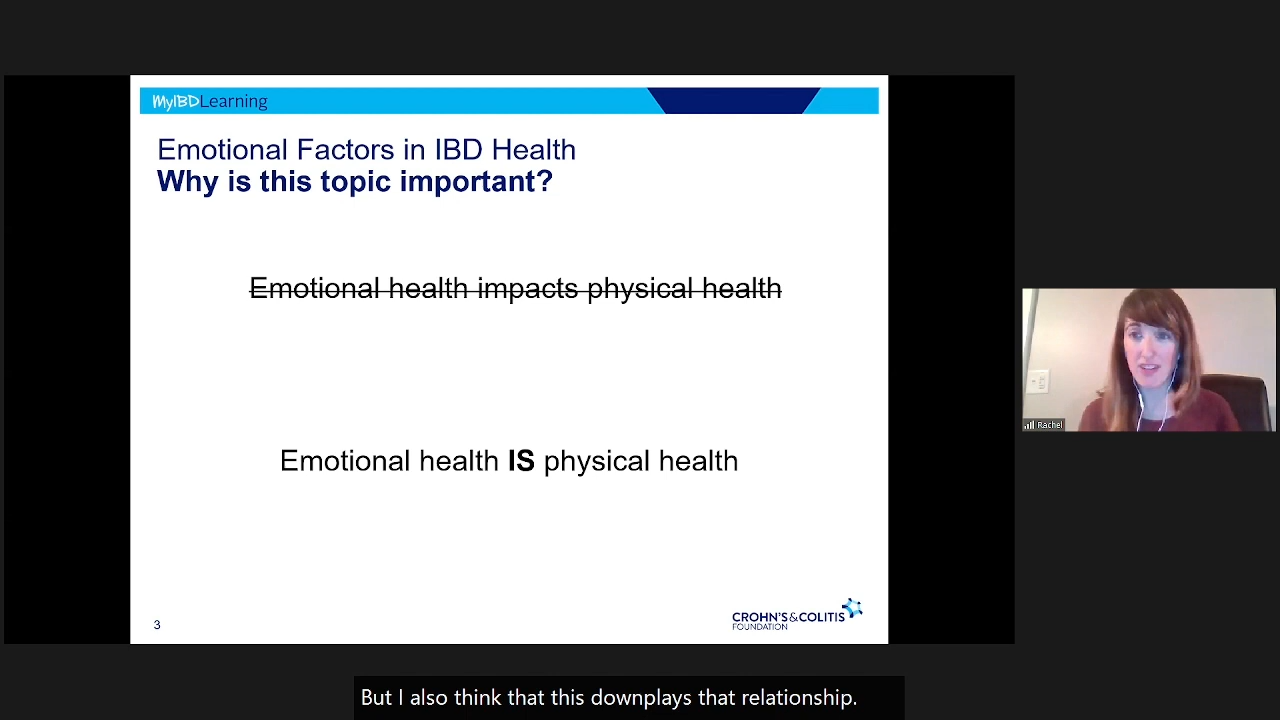 MyIBDLearning
Emotional Factors in IBD Health
Why is this topic important?
Emotional health impacts physical health
Emotional health IS physical health
3
CROHN'S&COLITIS
FOUNDATION
Rachel
But I also think that this downplays that relationship.